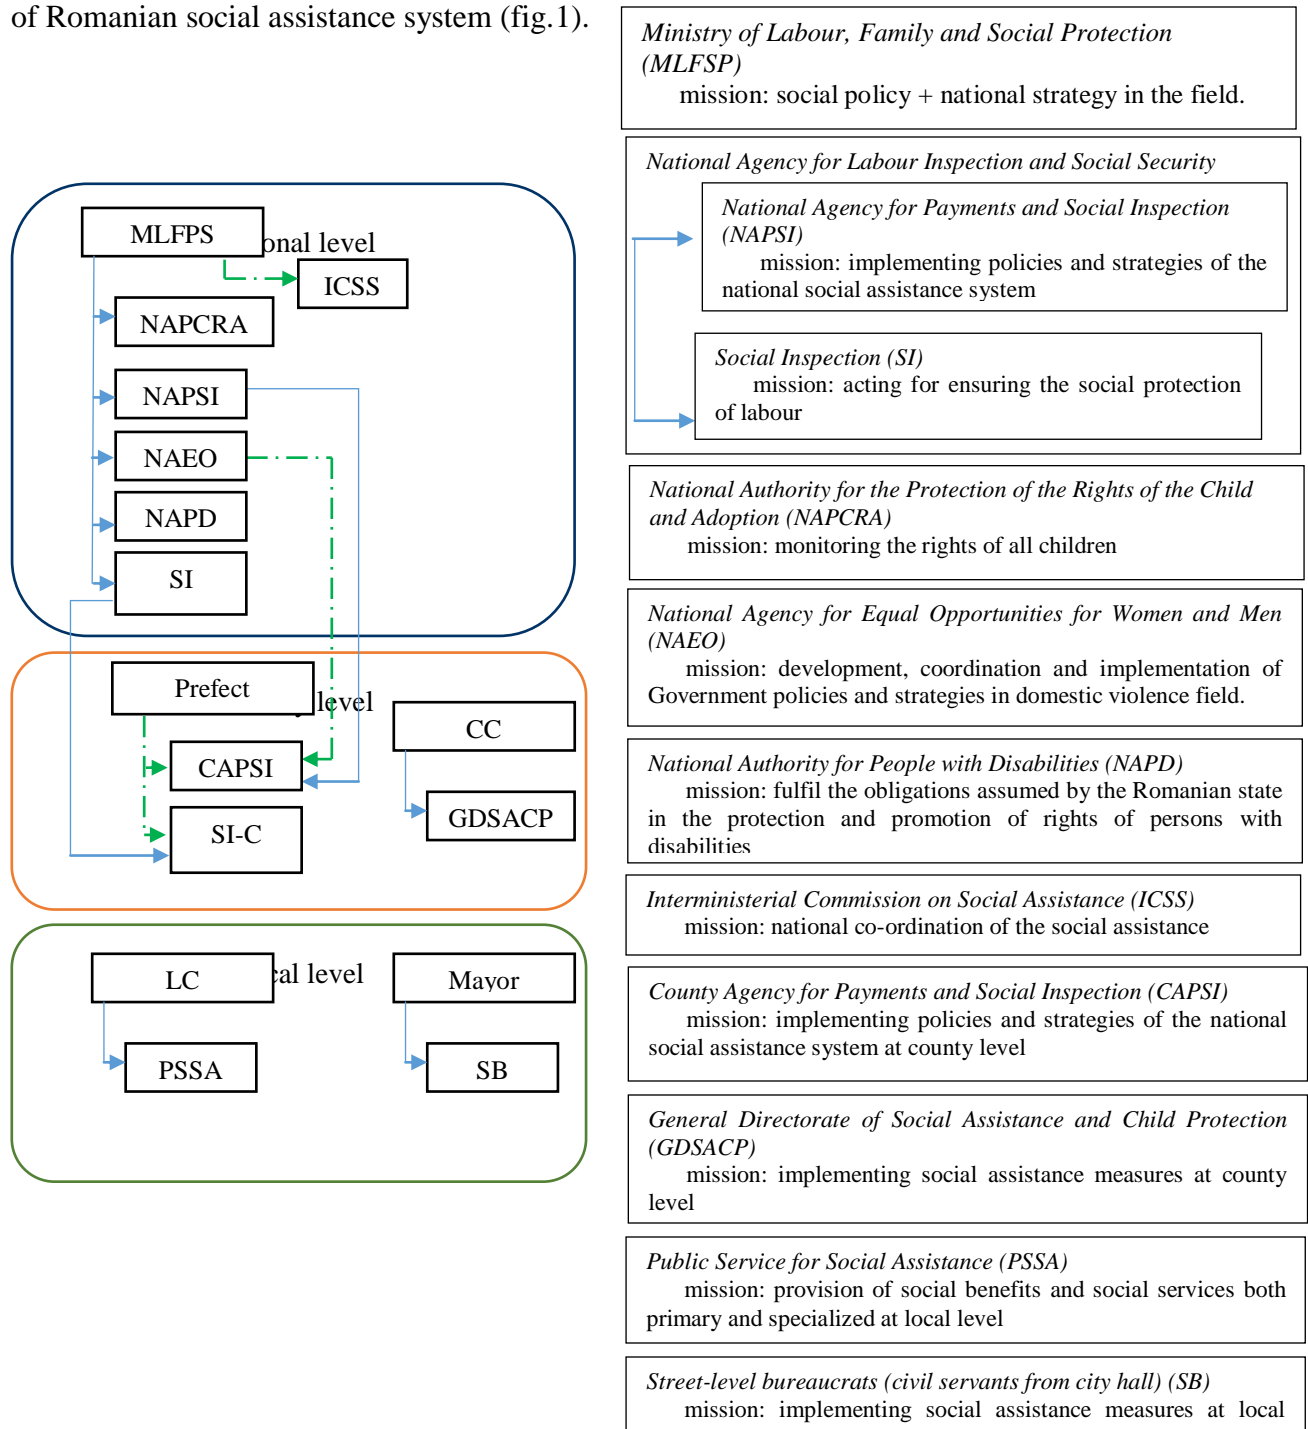 of Romanian social assistance system (fig.1).
MLFPS
onal level
ICSS
NAPCRA
NAPSI
NAEO
NAPD
SI
Prefect
level
CC
CAPSI
GDSACP
SI-C
LC
cal level
Mayor
PSSA
SB
Ministry of Labour, Family and Social Protection
(MLFSP)
mission: social policy + national strategy in the field.
National Agency for Labour Inspection and Social Security
National Agency for Payments and Social Inspection
(NAPSI)
mission: implementing policies and strategies of the
national social assistance system
Social Inspection (SI)
mission: acting for ensuring the social protection
of labour
National Authority for the Protection of the Rights of the Child
and Adoption (NAPCRA)
mission: monitoring the rights of all children
National Agency for Equal Opportunities for Women and Men
(NAEO)
mission: development, coordination and implementation of
Government policies and strategies in domestic violence field.
National Authority for People with Disabilities (NAPD)
mission: fulfil the obligations assumed by the Romanian state
in the protection and promotion of rights of persons with
disabilities
Interministerial Commission on Social Assistance (ICSS)
mission: national co-ordination of the social assistance
County Agency for Payments and Social Inspection (CAPSI)
mission: implementing policies and strategies of the national
social assistance system at county level
General Directorate of Social Assistance and Child Protection
(GDSACP)
mission: implementing social assistance measures at county
level
Public Service for Social Assistance (PSSA)
mission: provision of social benefits and social services both
primary and specialized at local level
Street-level bureaucrats (civil servants from city hall) (SB)
mission: implementing social assistance measures at local